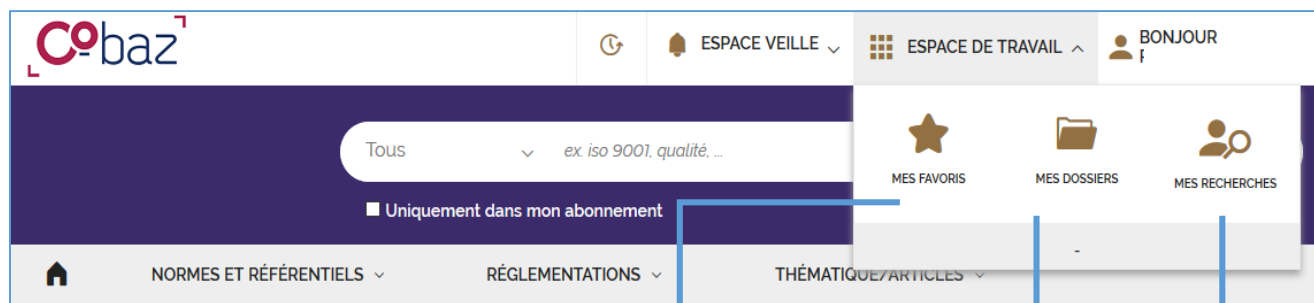 Cobaz
ESPACE VEILLE
ESPACE DE TRAVAIL
BONJOUR
Tous
ex. iso 9001, qualité, ...
MES FAVORIS
MES DOSSIERS
MES RECHERCHES
Uniquement dans mon abonnement
-
NORMES ET RÉFÉRENTIELS
RÉGLEMENTATIONS
THÉMATIQUE/ARTICLES